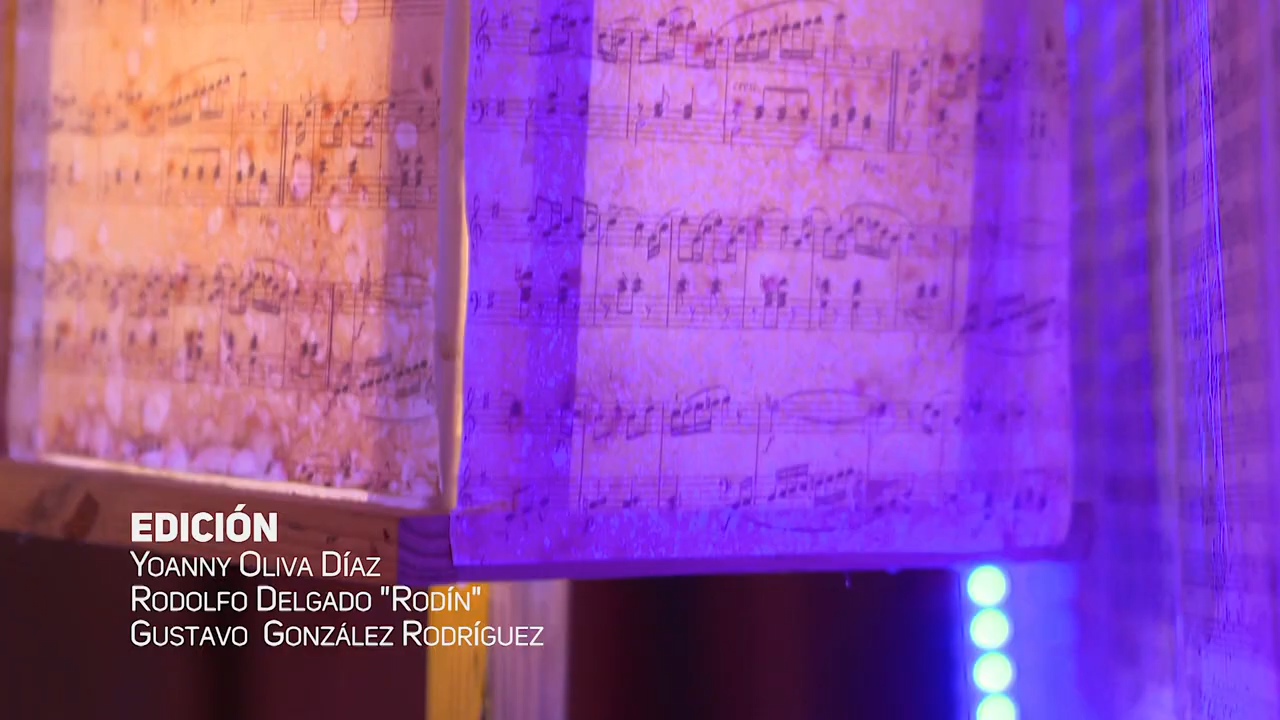 EDICIÓN
YOANNY OLIVA DÍAZ
RODOLFO DELGADO "RODÍN"
GUSTAVO GONZÁLEZ RODRÍGUEZ